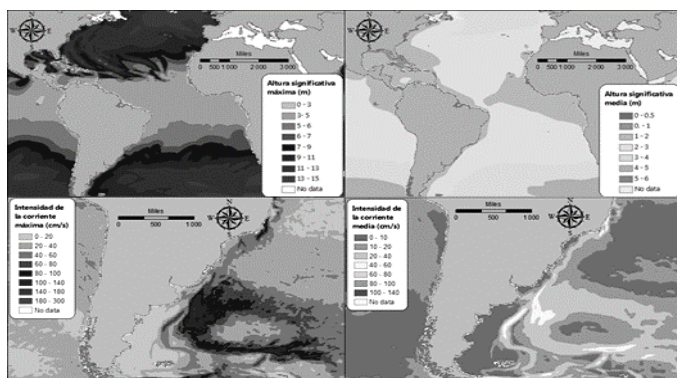 N
W
E
S
Miles
0 500 1 000 2 000 3 000
Altura significativa
máxima (m)
0 - 3
3- 5
5 - 6
6 - 7
7 - 9
9 - 11
11 - 13
13 - 15
No data
N
W
E
S
Miles
0 500 1 000 2 000 3 000
Altura significativa
media (m)
0 - 0.5
0. - 1
1 - 2
2 - 3
3 - 4
4 - 5
5 - 6
No data
Intensidad de
la corriente
máxima (cm/s)
0 - 20
20 - 40
40 - 60
60 - 80
80 - 100
100 - 140
140 - 180
180 - 300
No data
Miles
0 500 1 000
N
W
E
S
Intensidad de
la corriente
media (cm/s)
0 - 10
10 - 20
20 - 40
40 - 60
60 - 80
80 - 100
100 - 140
No data
Miles
0 500 1 000
N
W
E
S